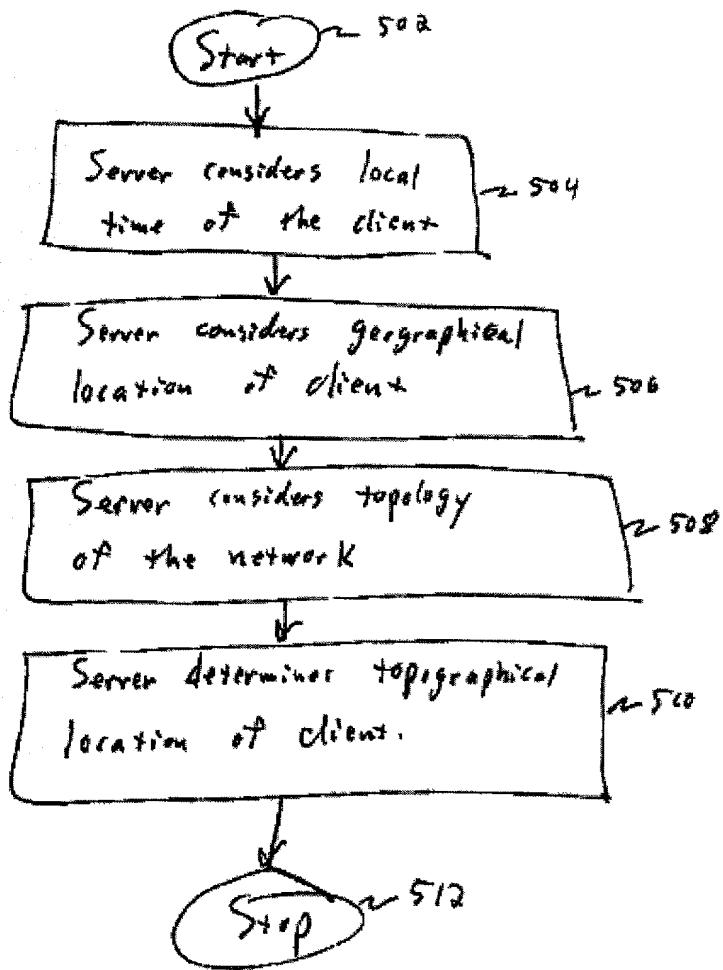 502
Start
Server considers local
time of the client
504
Server considers geographical
location of client
506
Server considers topology
of the network
508
Server determines topographical
location of client.
510
Stop
512